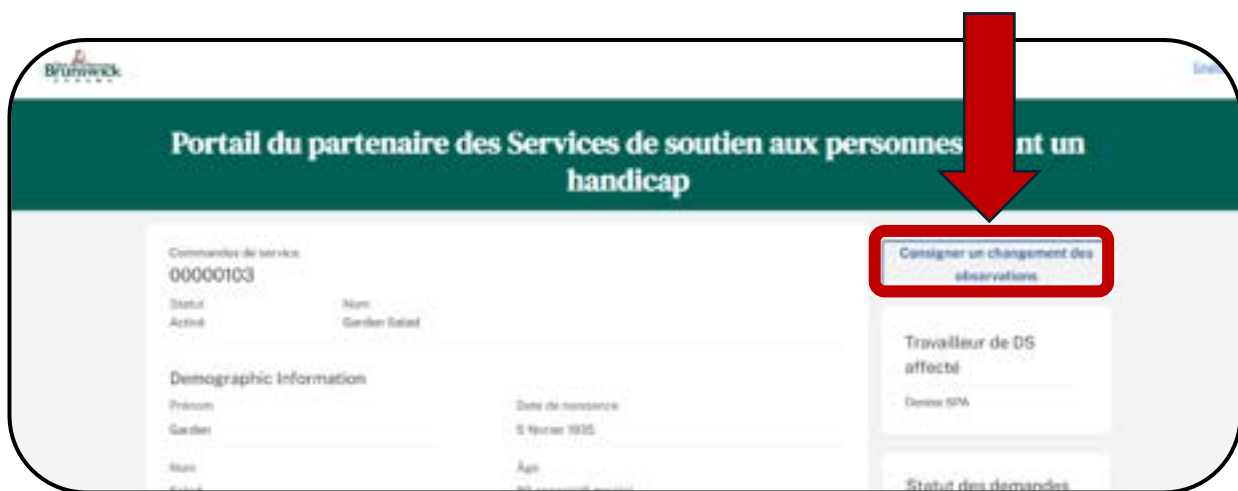 Brunswick
Portail du partenaire des Services de soutien aux personnes
nt un
handicap
Commandes de service
00000103
Statut
Nom
Activé
Garden Salad
Demographic Information
Prénom
Date de naissance
Garden
5 février 1935
Nom
Âge
Consigner un changement des
observations
Travailleur de DS
affecté
Denise SPA
Statut des demandes